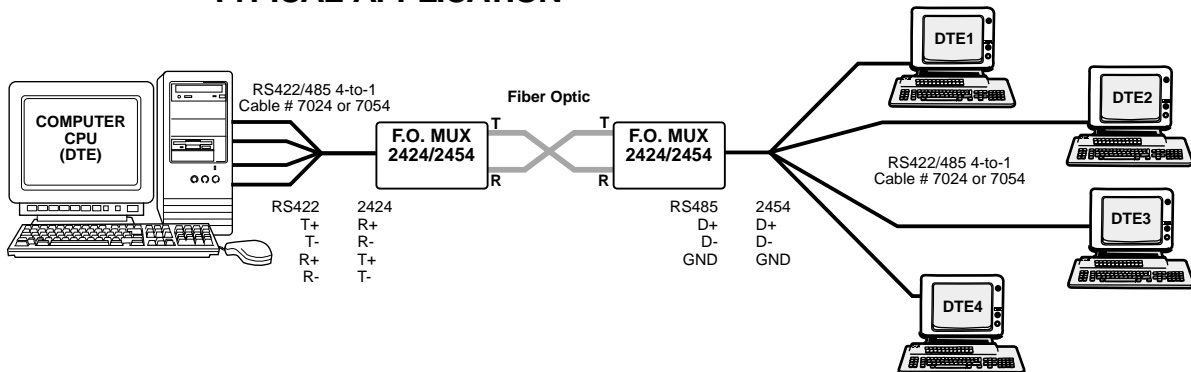 TYPICAL APPLICATION
COMPUTER
CPU
(DTE)
RS422/485 4-to-1
Cable # 7024 or 7054
F.O. MUX
2424/2454
T
R
Fiber Optic
T
R
F.O. MUX
2424/2454
RS422 2424
T+ R+
T- R-
R+ T+
R- T-
RS485 2454
D+ D+
D- D-
GND GND
RS422/485 4-to-1
Cable # 7024 or 7054
DTE1
DTE2
DTE3
DTE4